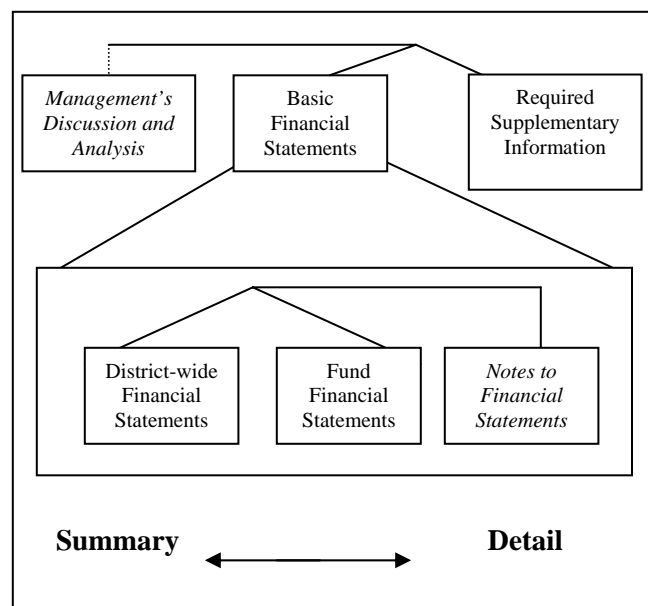 Management's
Discussion and
Analysis
Basic
Financial
Statements
Required
Supplementary
Information
District-wide
Financial
Statements
Fund
Financial
Statements
Notes to
Financial
Statements
Summary
Detail